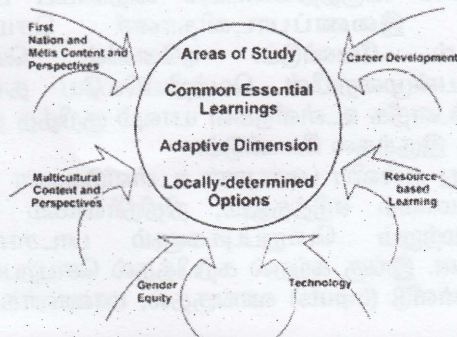 First
Nation and
Métis Content and
Perspectives
Areas of Study
Career Development
Common Essential
Learnings
Adaptive Dimension
Locally-determined
Options
Multicultural
Content and
Perspectives
Resource-
based
Learning
Gender
Equity
Technology